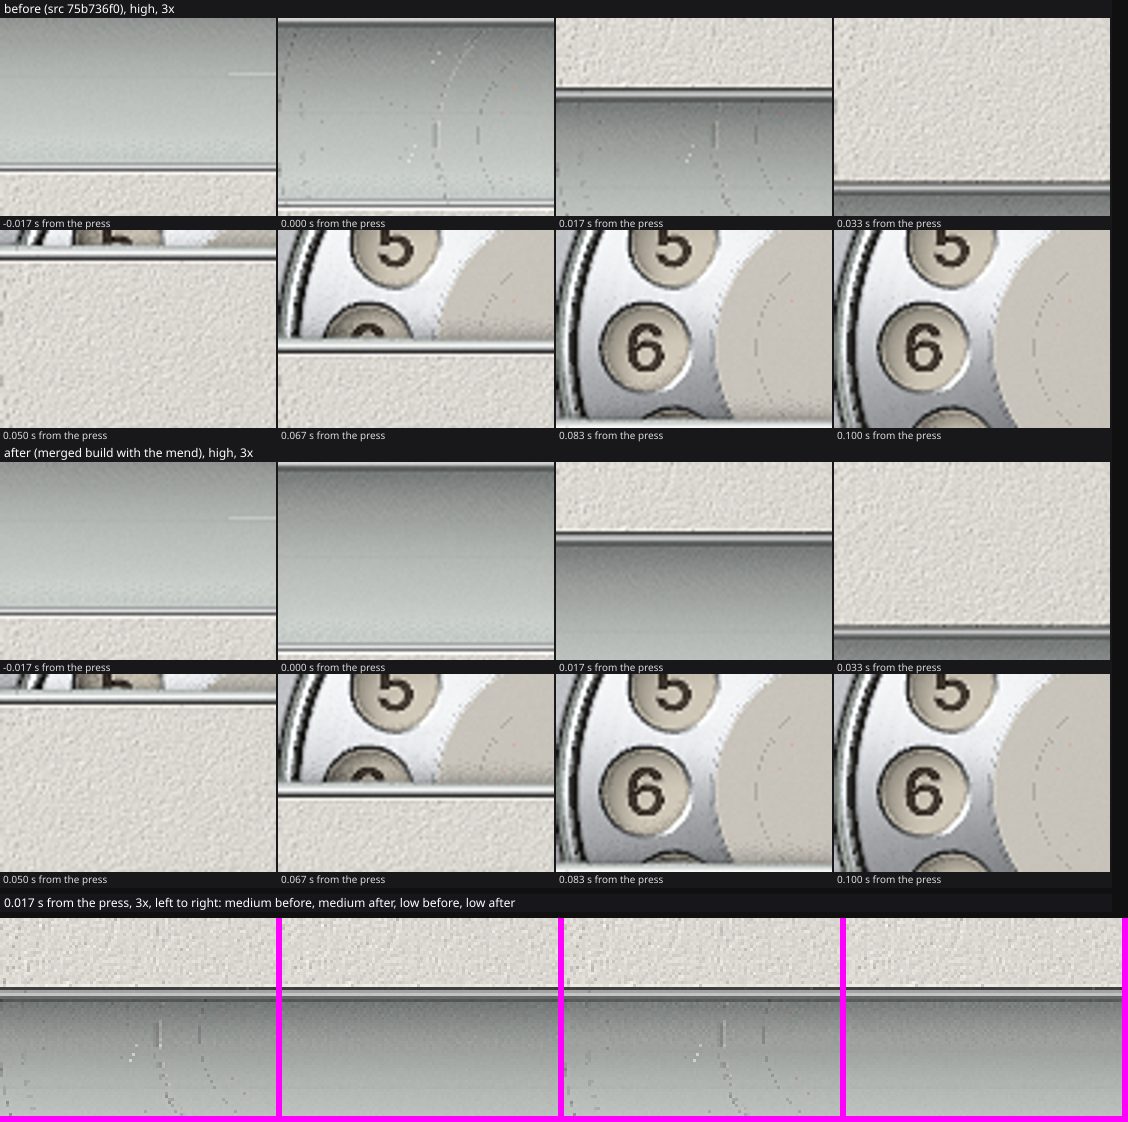 before (src 75b736f0), high, 3x
-0.017 s from the press
0.000 s from the press
0.017 s from the press
0.033 s from the press
5
5
5
6
6
0.050 s from the press
0.067 s from the press
0.083 s from the press
0.100 s from the press
after (merged build with the mend), high, 3x
-0.017 s from the press
0.000 s from the press
0.017 s from the press
0.033 s from the press
5
5
5
6
6
0.050 s from the press
0.067 s from the press
0.083 s from the press
0.100 s from the press
0.017 s from the press, 3x, left to right: medium before, medium after, low before, low after